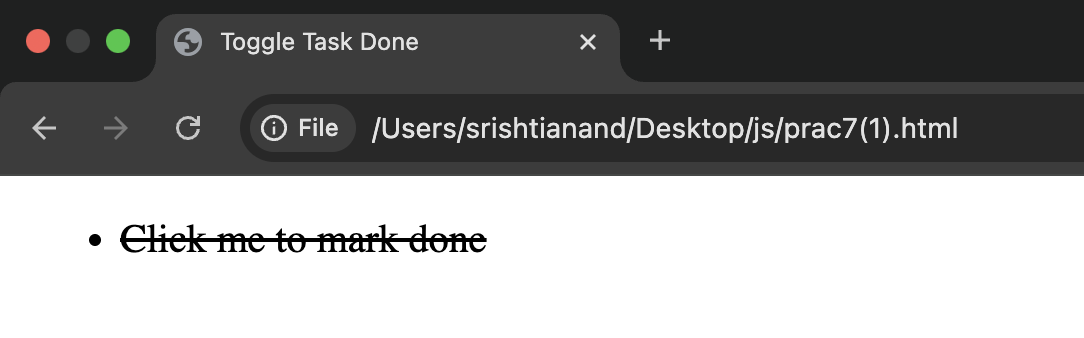 Toggle Task Done
File /Users/srishtianand/Desktop/js/prac7(1).html
Click me to mark done